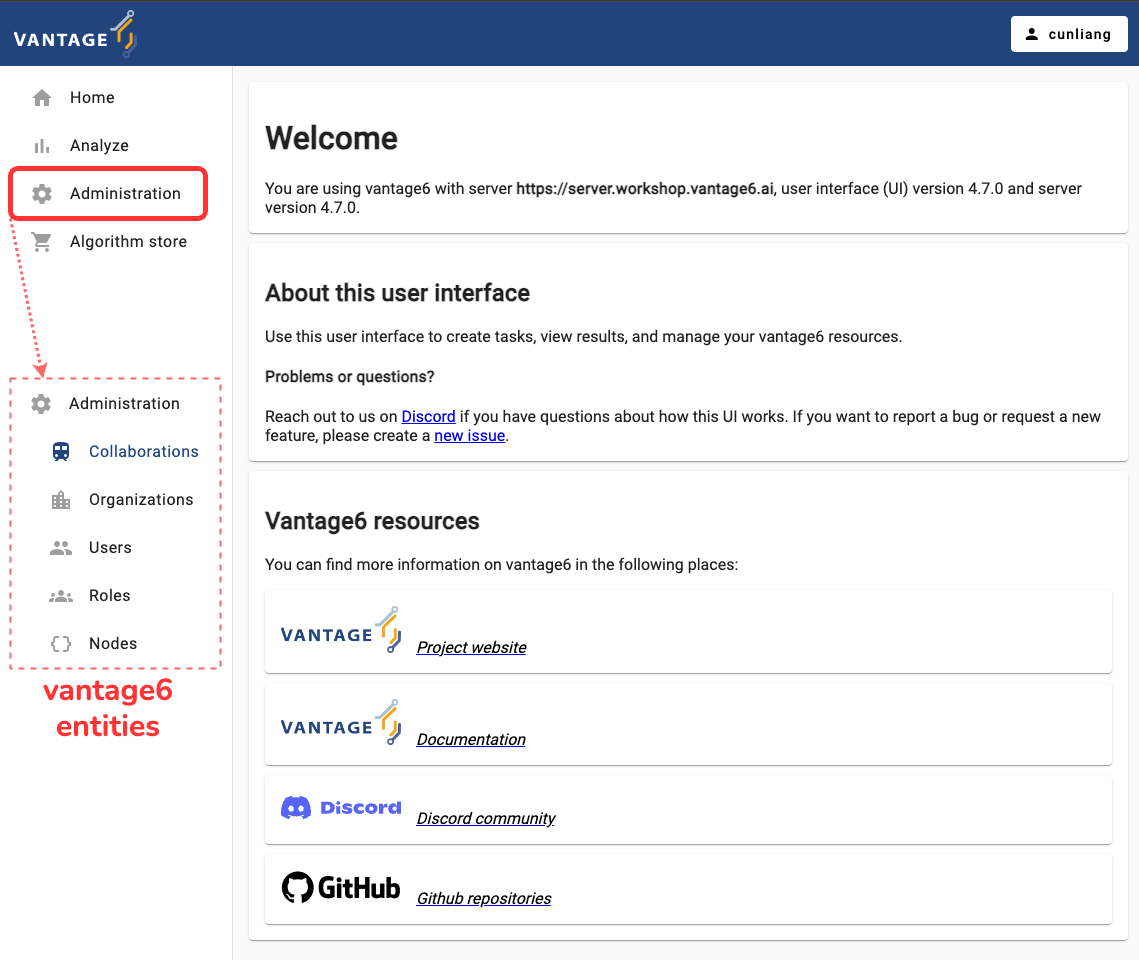 VANTAGE
cunliang
Home
Analyze
Administration
Algorithm store
Administration
Collaborations
Organizations
Users
Roles
Nodes
vantage6
entities
Welcome
You are using vantage6 with server https://server.workshop.vantage6.ai, user interface (UI) version 4.7.0 and server
version 4.7.0.
About this user interface
Use this user interface to create tasks, view results, and manage your vantage6 resources.
Problems or questions?
Reach out to us on Discord if you have questions about how this UI works. If you want to report a bug or request a new
feature, please create a new issue.
Vantage6 resources
You can find more information on vantage6 in the following places:
VANTAGE Project website
VANTAGE Documentation
Discord Discord community
GitHub Github repositories